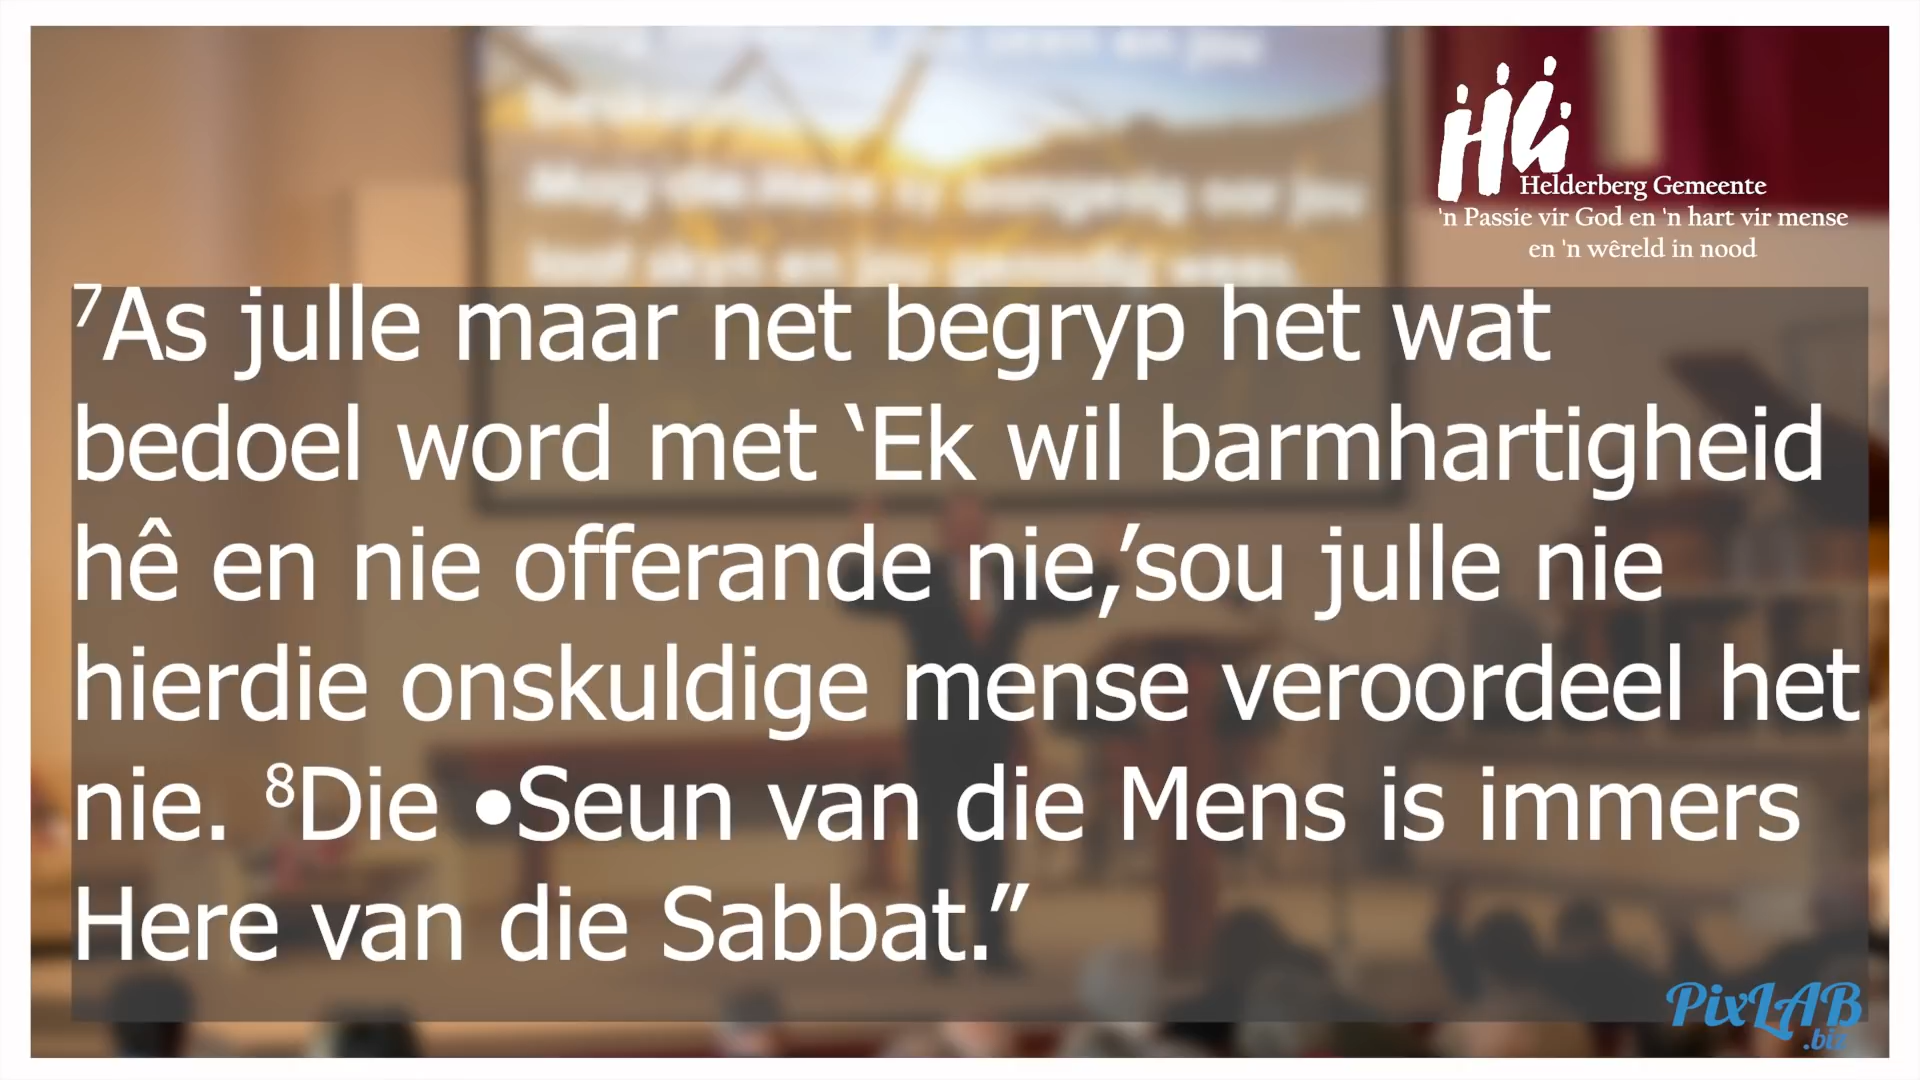 HG
Helderberg Gemeente
'n Passie vir God en 'n hart vir mense
en 'n wêreld in nood
⁷As julle maar net begryp het wat
bedoel word met ‘Ek wil barmhartigheid
hê en nie offerande nie,’sou julle nie
hierdie onskuldige mense veroordeel het
nie. ⁸Die •Seun van die Mens is immers
Here van die Sabbat.”
PixLAB
.biz